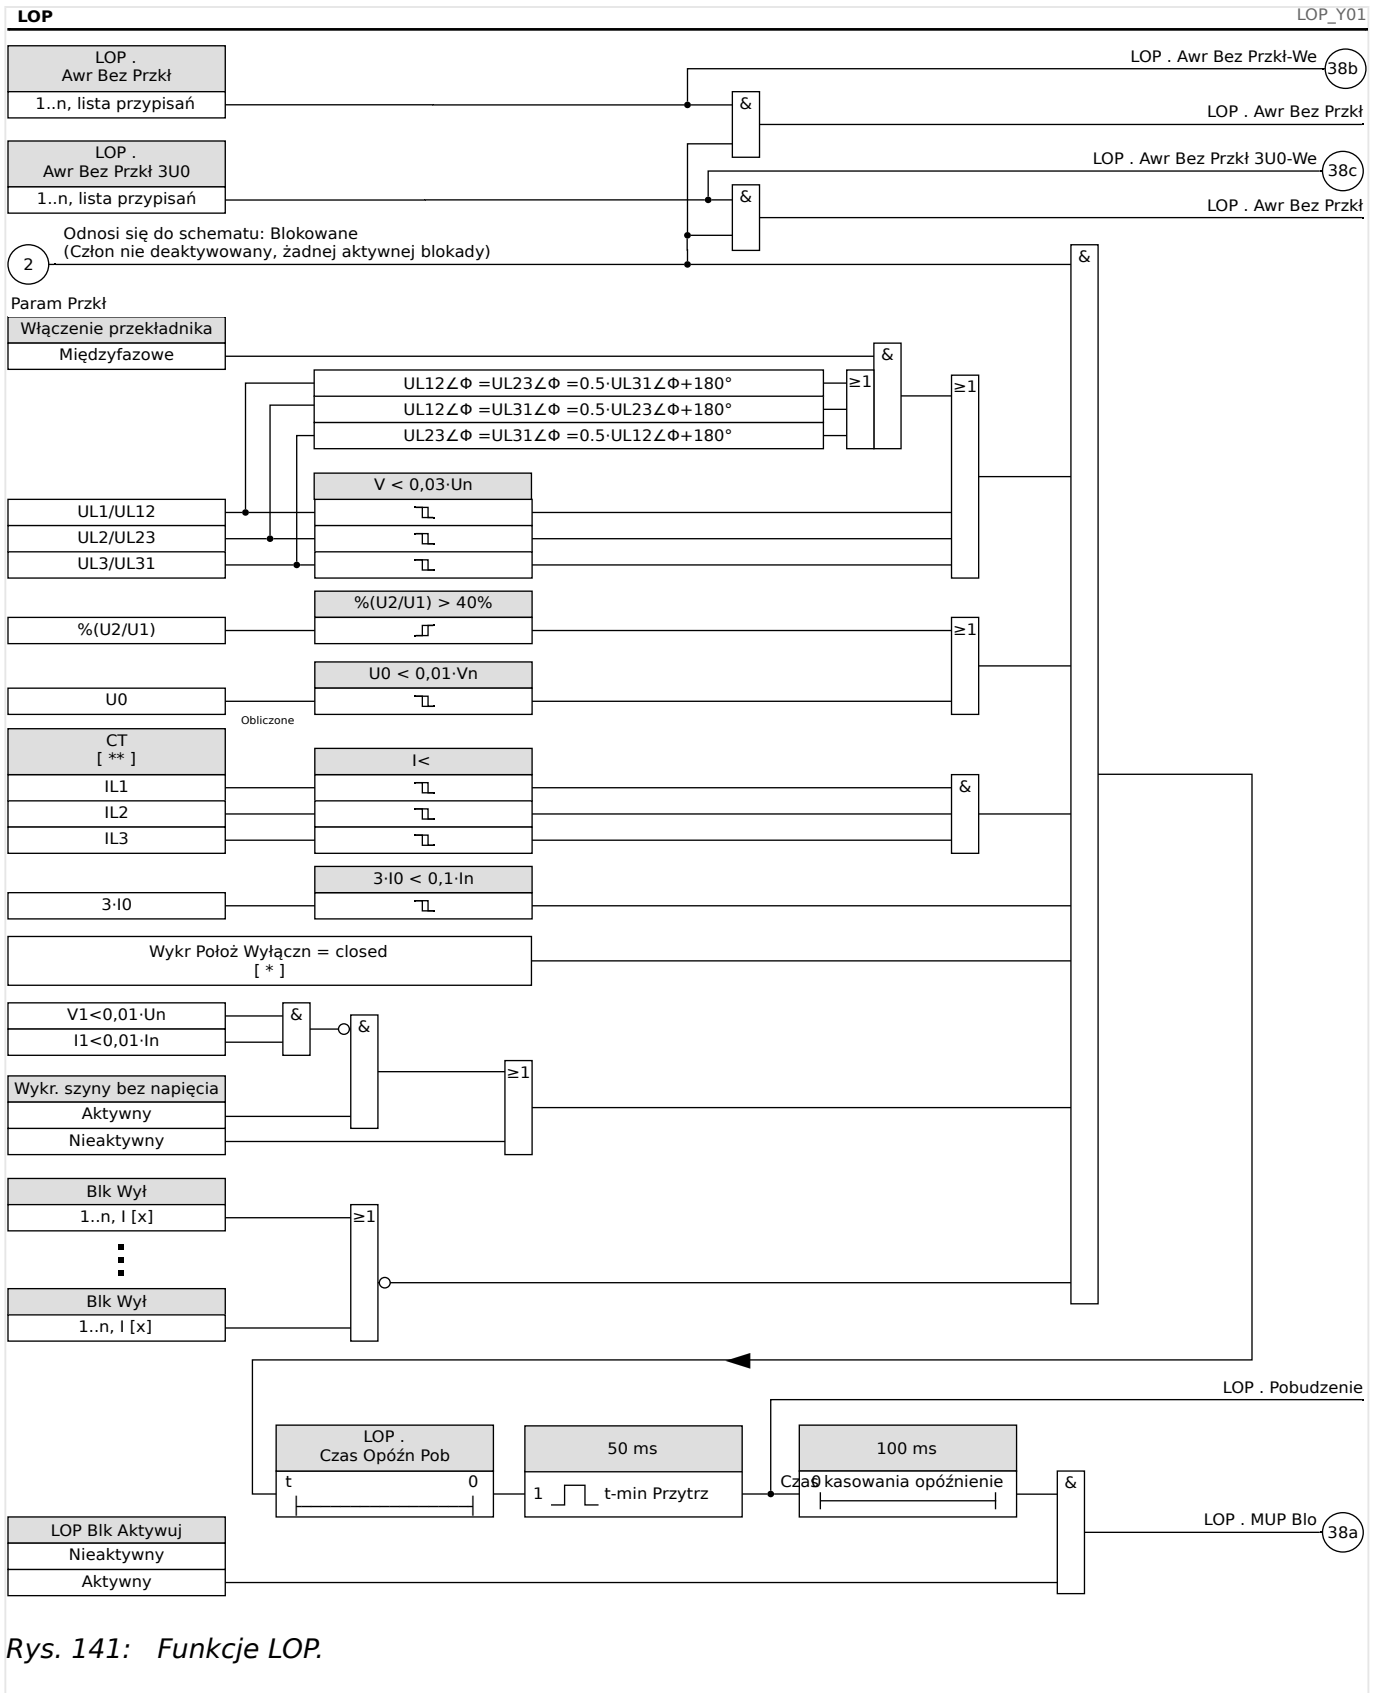 LOP
LOP_Y01
LOP .
Awr Bez Przkł
1..n, lista przypisań
LOP . Awr Bez Przkł-We
38b
&
LOP . Awr Bez Przkł
LOP .
Awr Bez Przkł 3U0
1..n, lista przypisań
LOP . Awr Bez Przkł 3U0-We
38c
&
LOP . Awr Bez Przkł
Odnosi się do schematu: Blokowane
(Człon nie deaktywowany, żadnej aktywnej blokady)
2
&
Param Przkł
Włączenie przekładnika
Międzyfazowe
&
UL12∠Φ =UL23∠Φ =0.5·UL31∠Φ+180°
≥1
≥1
UL12∠Φ =UL31∠Φ =0.5·UL23∠Φ+180°
UL23∠Φ =UL31∠Φ =0.5·UL12∠Φ+180°
V < 0,03·Un
UL1/UL12
UL2/UL23
UL3/UL31
%(U2/U1) > 40%
%(U2/U1)
≥1
U0 < 0,01·Vn
U0
Obliczone
CT
[ ** ]
I<
IL1
&
IL2
IL3
3·I0 < 0,1·In
3·I0
Wykr Położ Wyłączn = closed
[ * ]
V1<0,01·Un
&
&
I1<0,01·In
≥1
Wykr. szyny bez napięcia
Aktywny
Nieaktywny
Blk Wył
1..n, I [x]
≥1
Blk Wył
1..n, I [x]
LOP . Pobudzenie
LOP .
Czas Opóźn Pob
50 ms
100 ms
t
0
1
t-min Przytrz
Czas kasowania opóźnienie
0
&
LOP . MUP Blo
38a
LOP Blk Aktywuj
Nieaktywny
Aktywny
Rys. 141: Funkcje LOP.